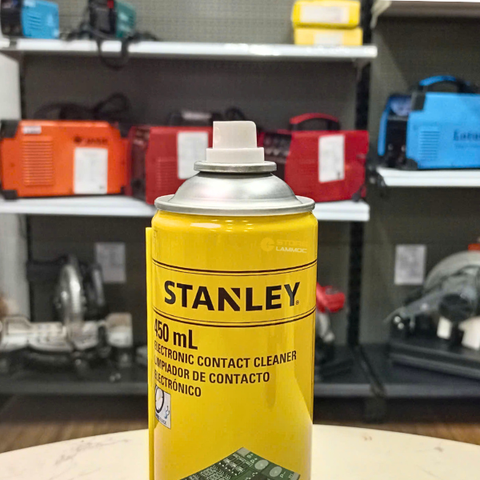 STANLEY
450 mL
ELECTRONIC CONTACT CLEANER
LIMPIADOR DE CONTACTO
ELECTRÓNICO